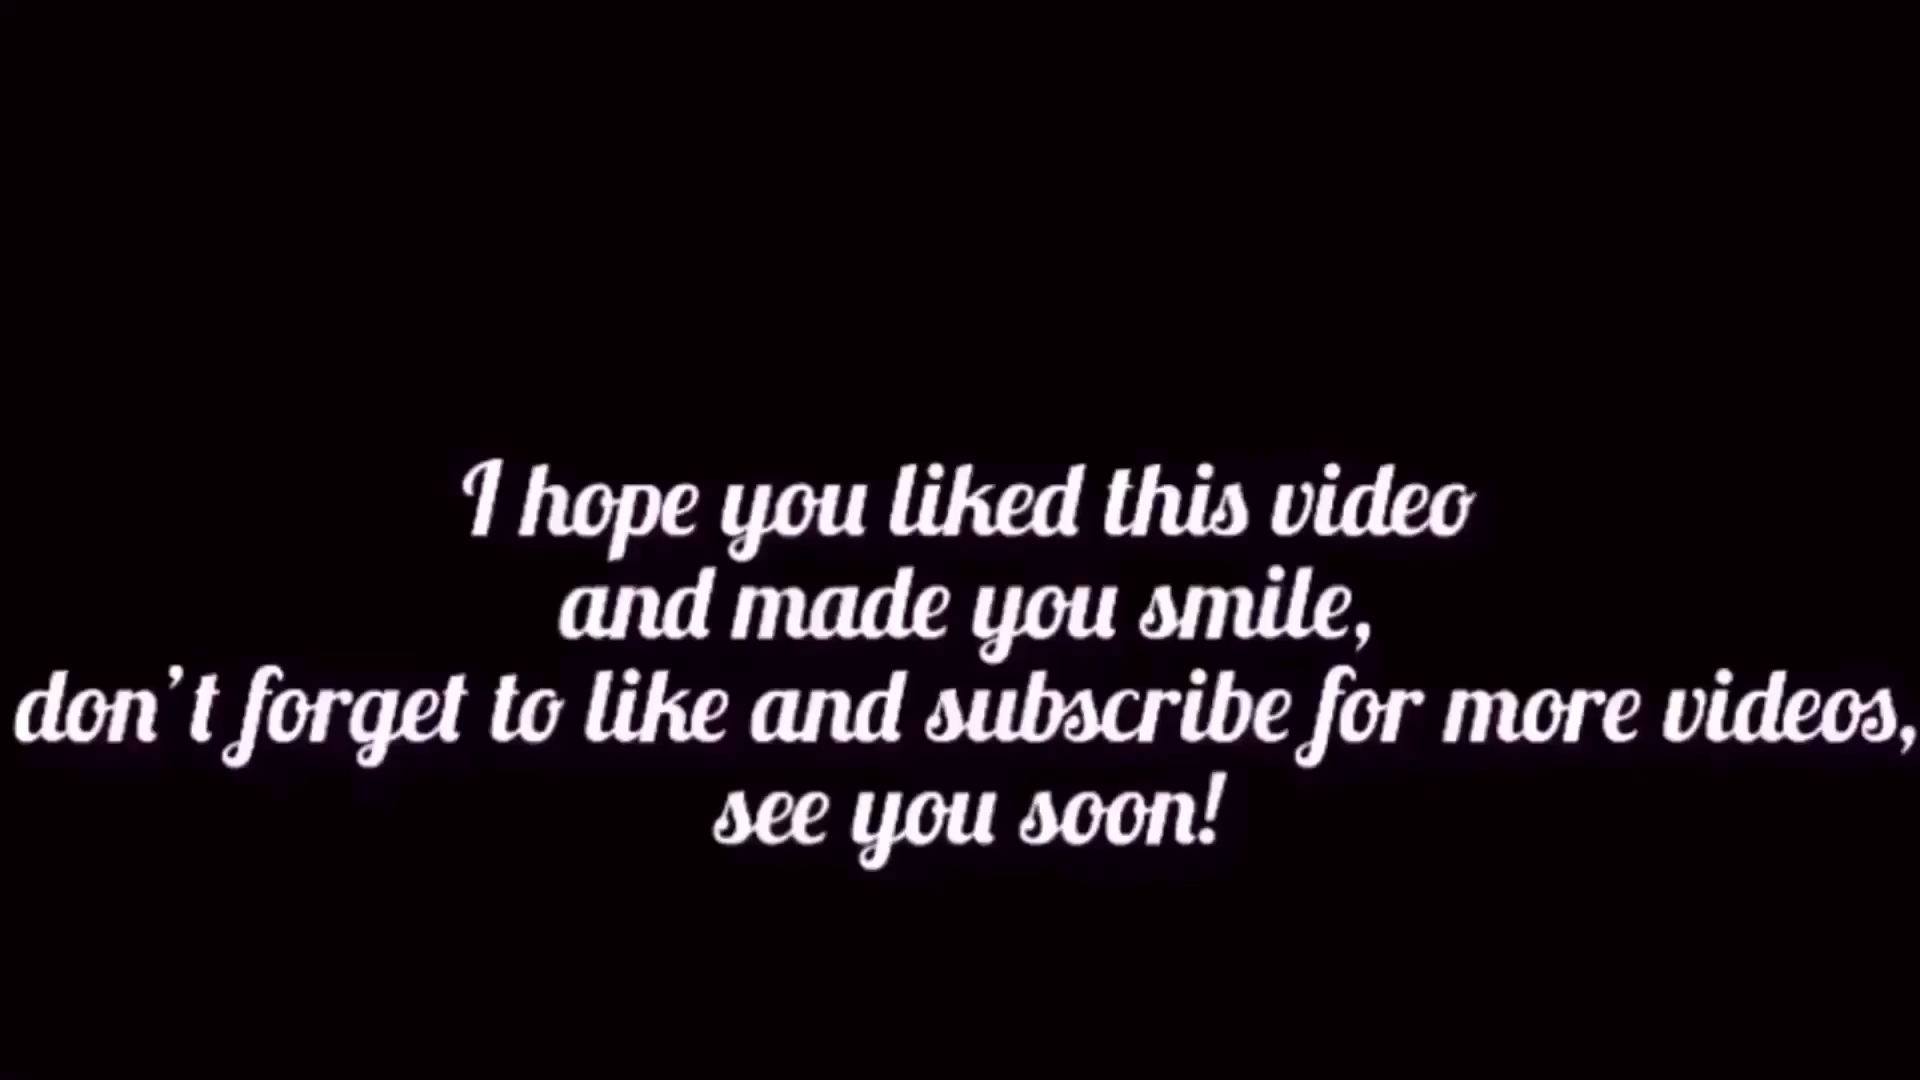 I hope you liked this video
and made you smile,
don't forget to like and subscribe for more videos,
see you soon!